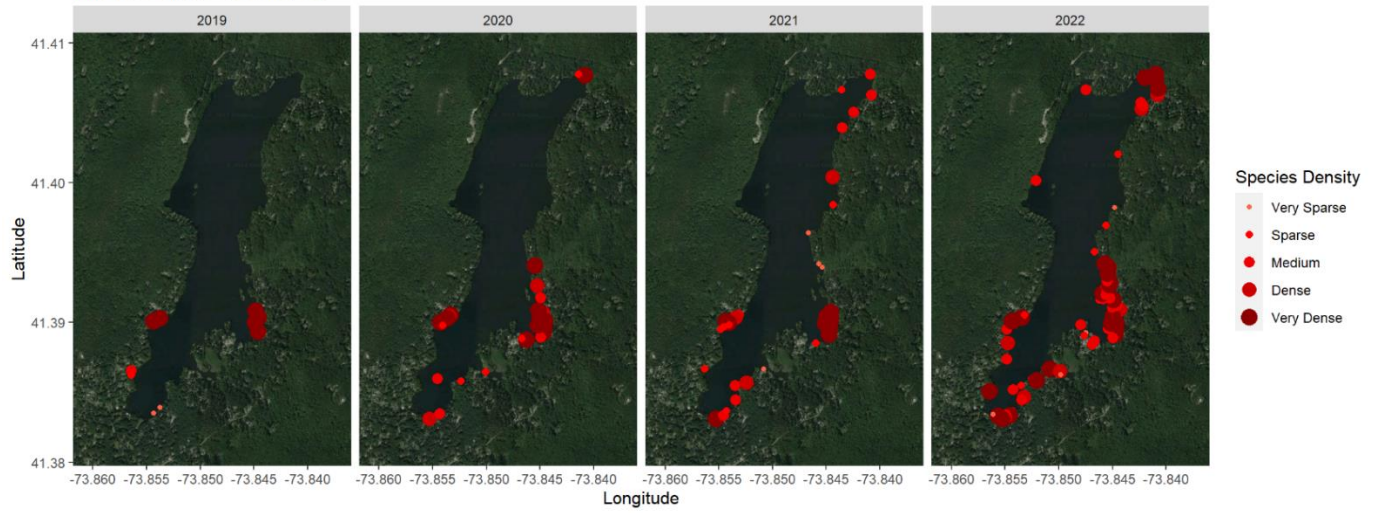 2019 2020 2021 2022
41.41
41.40
41.39
41.38
Latitude
-73.860 -73.855 -73.850 -73.845 -73.840 -73.860 -73.855 -73.850 -73.845 -73.840 -73.860 -73.855 -73.850 -73.845 -73.840 -73.860 -73.855 -73.850 -73.845 -73.840
Longitude
Species Density
Very Sparse
Sparse
Medium
Dense
Very Dense